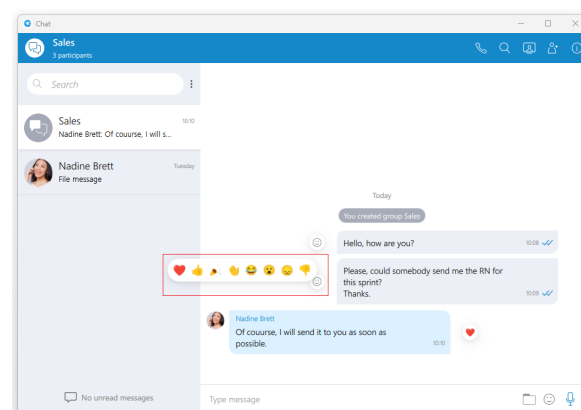 Chat
Sales
3 participants
Search
Sales
10:10
Nadine Brett: Of couurse, I will s...
Nadine Brett
Tuesday
File message
Today
You created group Sales
Hello, how are you?
10:08
Please, could somebody send me the RN for
this sprint?
Thanks.
10:09
Nadine Brett
Of couurse, I will send it to you as soon as
possible.
10:10
No unread messages
Type message